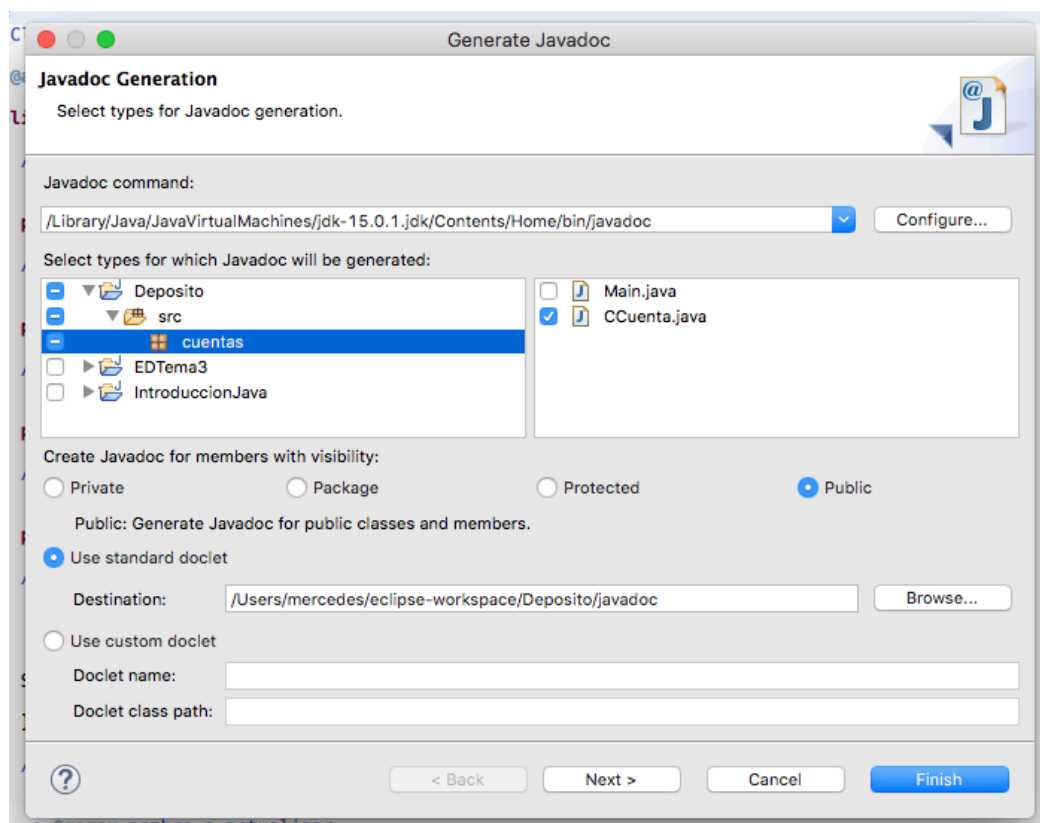 Generate Javadoc
Javadoc Generation
Select types for Javadoc generation.
@
J
Javadoc command:
/Library/Java/JavaVirtualMachines/jdk-15.0.1.jdk/Contents/Home/bin/javadoc
Configure...
Select types for which Javadoc will be generated:
Deposito
src
cuentas
EDTema3
IntroduccionJava
J Main.java
J CCuenta.java
Create Javadoc for members with visibility:
Private Package Protected Public
Public: Generate Javadoc for public classes and members.
Use standard doclet
Destination: /Users/mercedes/eclipse-workspace/Deposito/javadoc Browse...
Use custom doclet
Doclet name:
Doclet class path:
? < Back Next > Cancel Finish